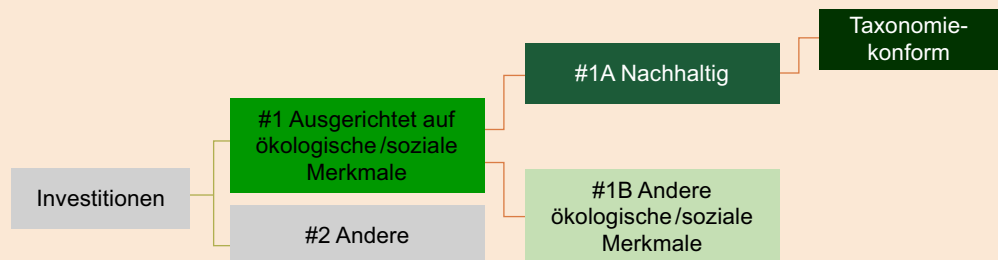 Investitionen
#1 Ausgerichtet auf
ökologische/soziale
Merkmale
#2 Andere
#1A Nachhaltig
#1B Andere
ökologische/soziale
Merkmale
Taxonomie-
konform